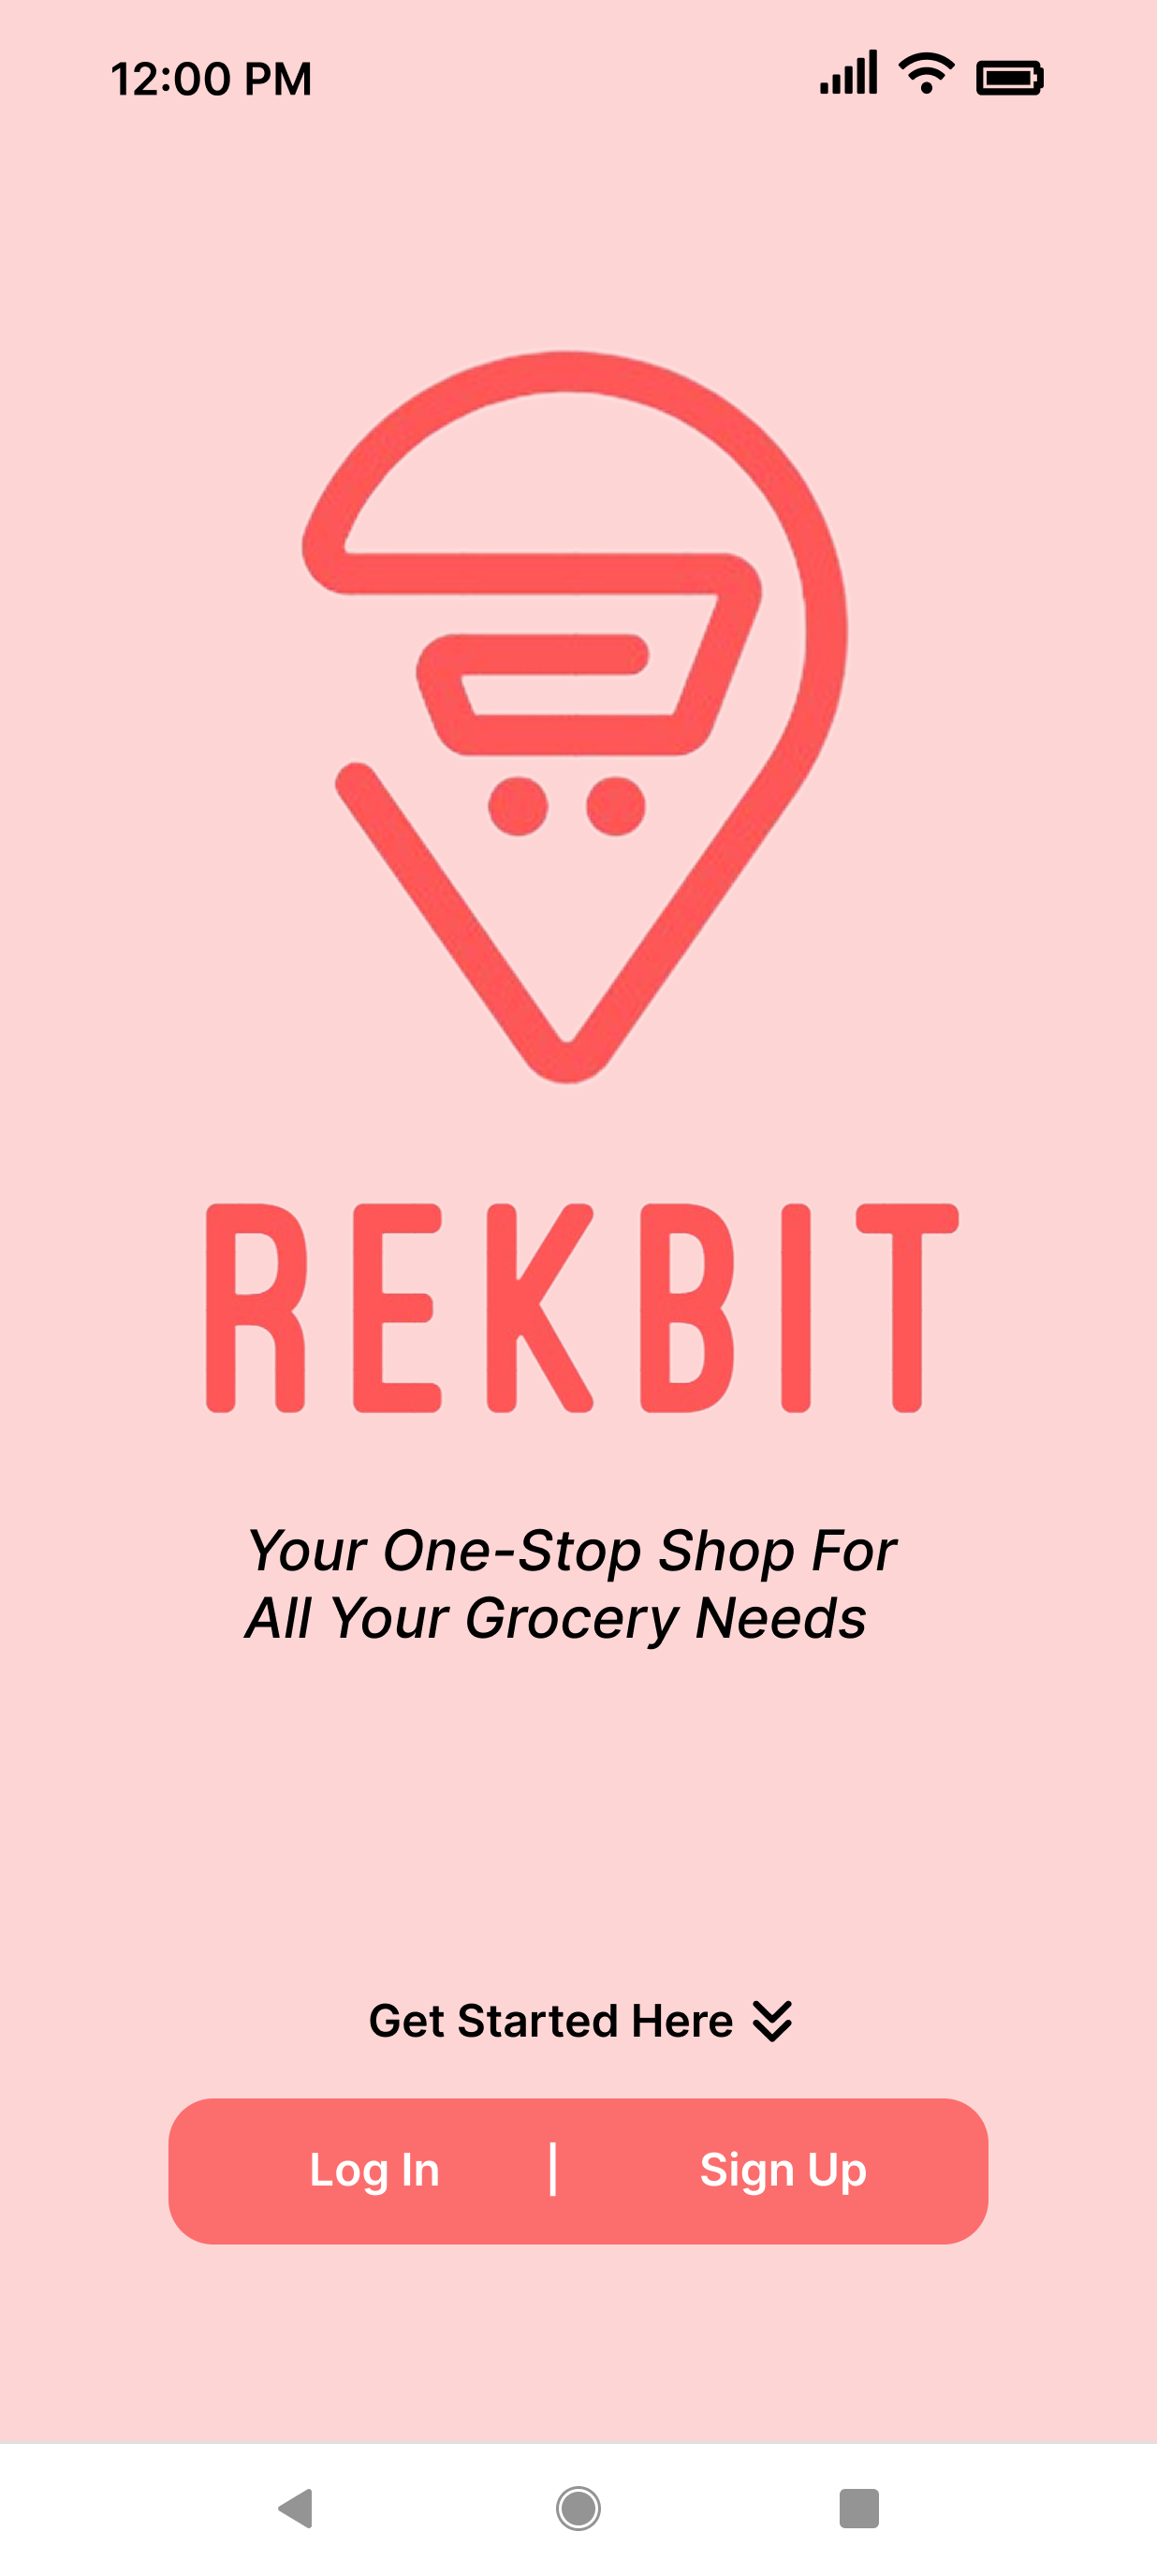 12:00 PM
REKBIT
Your One-Stop Shop For
All Your Grocery Needs
Get Started Here
Log In | Sign Up